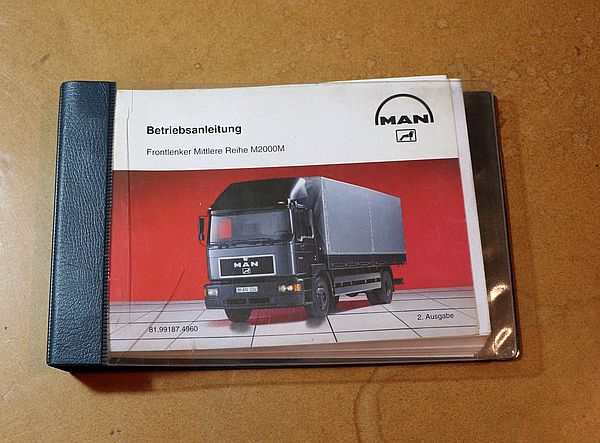 MAN
Betriebsanleitung
Frontlenker Mittlere Reihe M2000M
MAN
81.99187.4960
2. Ausgabe